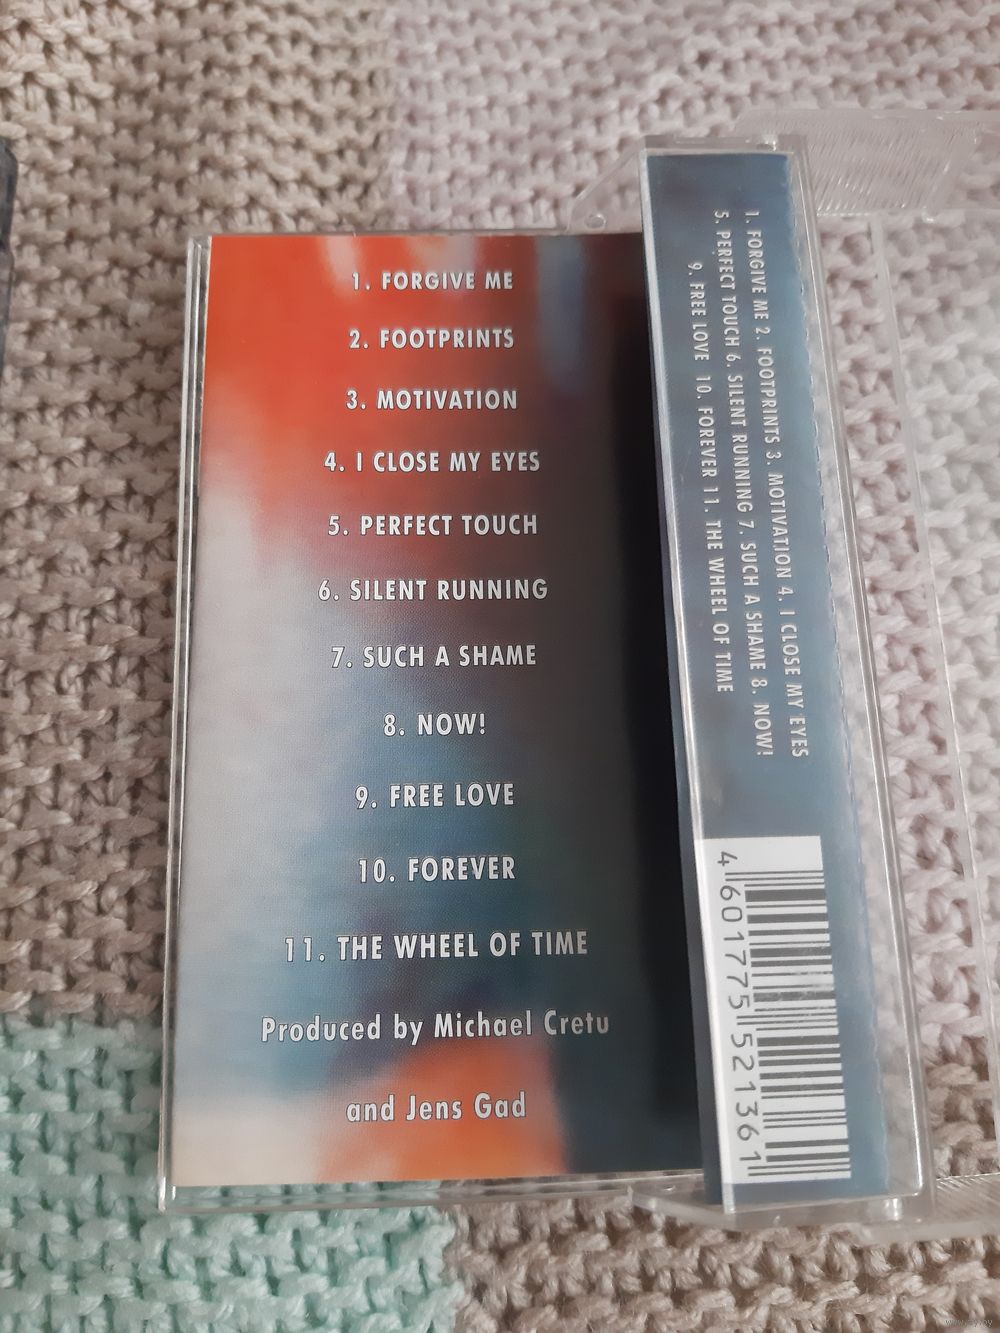 1. FORGIVE ME
2. FOOTPRINTS
3. MOTIVATION
4. I CLOSE MY EYES
5. PERFECT TOUCH
6. SILENT RUNNING
7. SUCH A SHAME
8. NOW!
9. FREE LOVE
10. FOREVER
11. THE WHEEL OF TIME
Produced by Michael Cretu
and Jens Gad
1. FORGIVE ME 2. FOOTPRINTS 3. MOTIVATION 4. I CLOSE MY EYES
5. PERFECT TOUCH 6. SILENT RUNNING 7. SUCH A SHAME 8. NOW!
9. FREE LOVE 10. FOREVER 11. THE WHEEL OF TIME
4 601775 521361